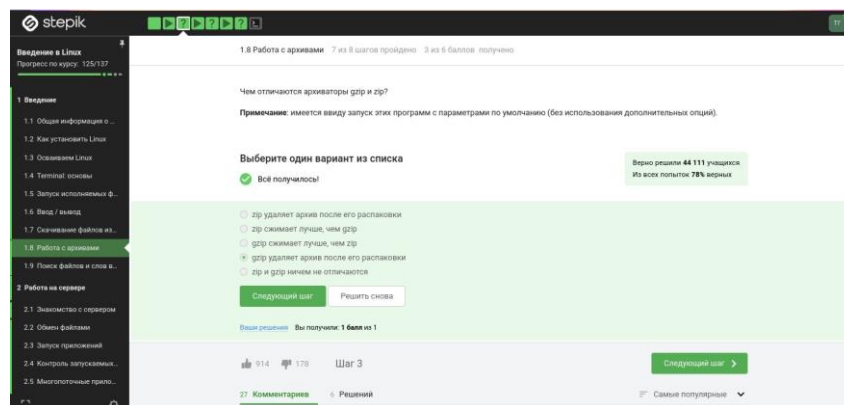 stepik
ТГ
Введение в Linux
Прогресс по курсу: 125/137
1 Введение
1.1 Общая информация о ...
1.2 Как установить Linux
1.3 Осваиваем Linux
1.4 Terminal: основы
1.5 Запуск исполняемых ф...
1.6 Ввод / вывод
1.7 Скачивание файлов из...
1.8 Работа с архивами
1.9 Поиск файлов и слов в...
2 Работа на сервере
2.1 Знакомство с сервером
2.2 Обмен файлами
2.3 Запуск приложений
2.4 Контроль запускаемых...
2.5 Многопоточные прило...
1.8 Работа с архивами 7 из 8 шагов пройдено 3 из 6 баллов получено
Чем отличаются архиваторы gzip и zip?
Примечание: имеется ввиду запуск этих программ с параметрами по умолчанию (без использования дополнительных опций).
Выберите один вариант из списка
Всё получилось!
Верно решили 44 111 учащихся
Из всех попыток 78% верных
zip удаляет архив после его распаковки
zip сжимает лучше, чем gzip
gzip сжимает лучше, чем zip
gzip удаляет архив после его распаковки
zip и gzip ничем не отличаются
Следующий шаг
Решить снова
Ваши решения Вы получили: 1 балл из 1
914 178 Шаг 3
Следующий шаг
27 Комментариев 6 Решений
Самые популярные